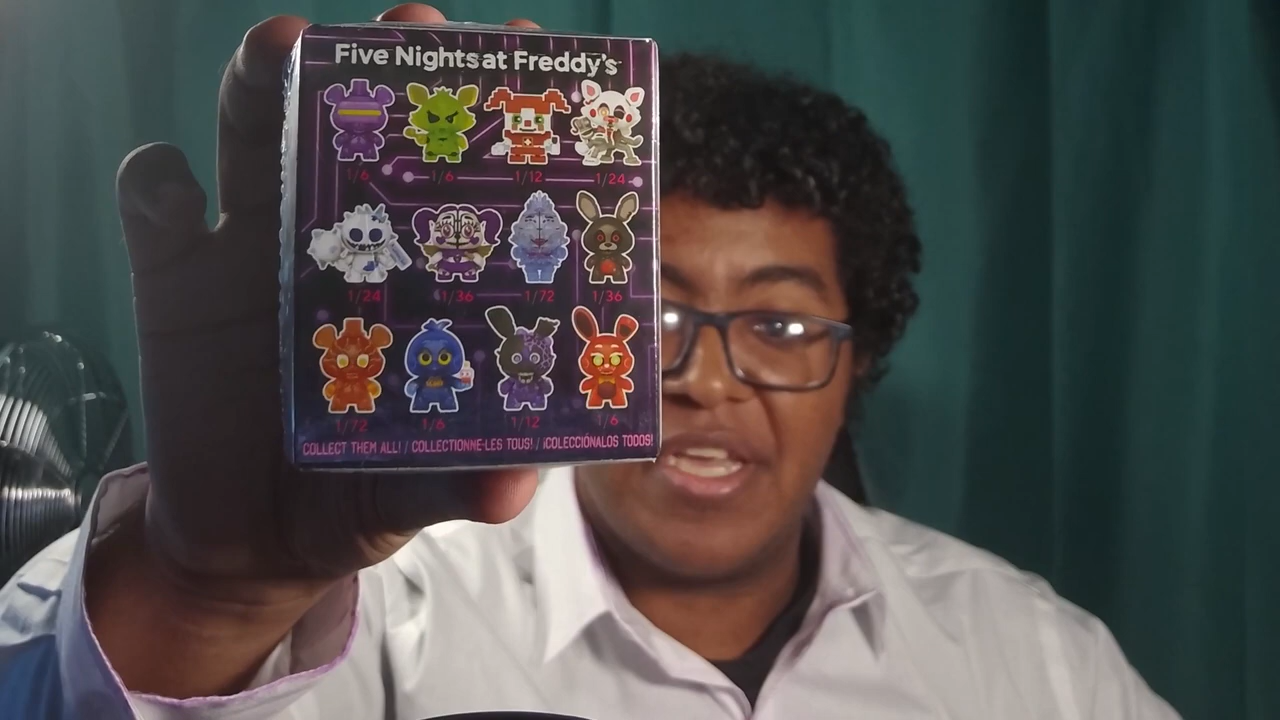 Five Nights at Freddy's
1/6 1/6 1/12 1/24
1/24 1/36 1/72 1/36
1/72 1/6 1/12 1/6
COLLECT THEM ALL! / COLLECTIONNE-LES TOUS! / ¡COLECCIÓNALOS TODOS!